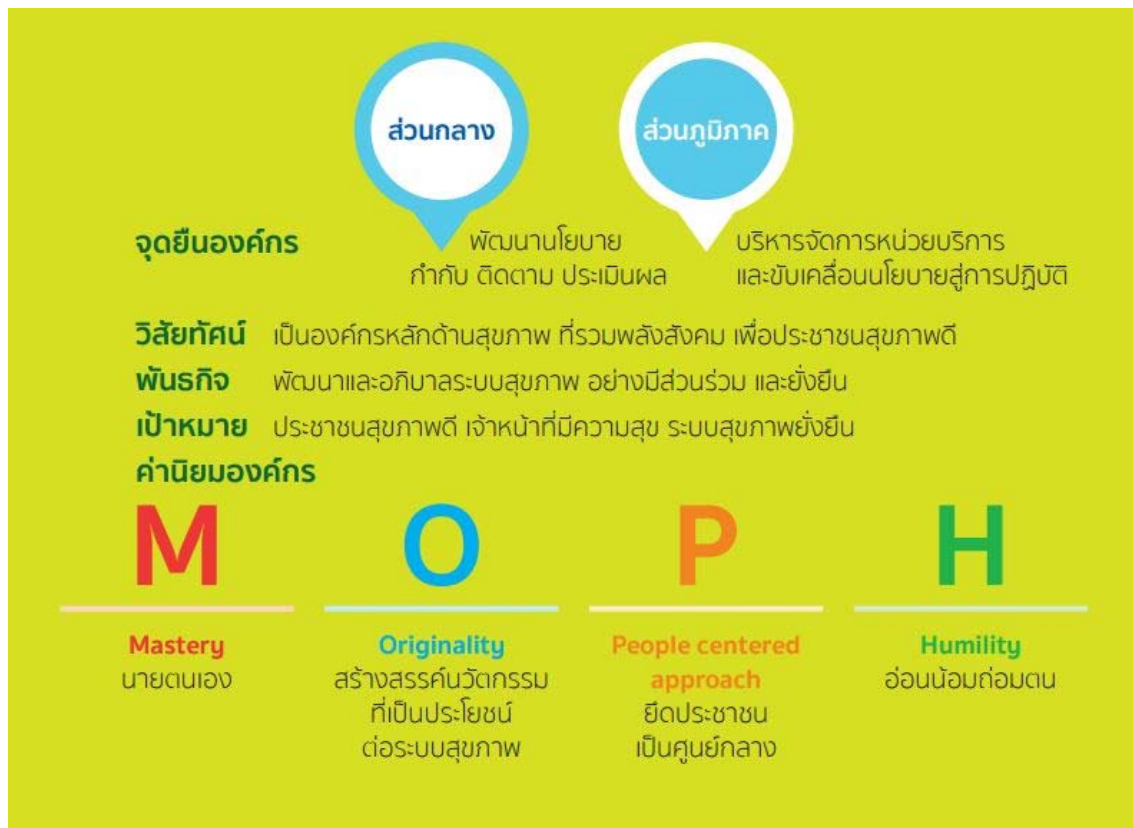 ส่วนกลาง
ส่วนภูมิภาค
จุดยืนองค์กร
พัฒนานโยบาย
กำกับ ติดตาม ประเมินผล
บริหารจัดการหน่วยบริการ
และขับเคลื่อนนโยบายสู่การปฏิบัติ
วิสัยทัศน์ เป็นองค์กรหลักด้านสุขภาพ ที่รวมพลังสังคม เพื่อประชาชนสุขภาพดี
พันธกิจ พัฒนาและอภิบาลระบบสุขภาพ อย่างมีส่วนร่วม และยั่งยืน
เป้าหมาย ประชาชนสุขภาพดี เจ้าหน้าที่มีความสุข ระบบสุขภาพยั่งยืน
ค่านิยมองค์กร
M
Mastery
นายตนเอง
O
Originality
สร้างสรรค์นวัตกรรม
ที่เป็นประโยชน์
ต่อระบบสุขภาพ
P
People centered
approach
ยึดประชาชน
เป็นศูนย์กลาง
H
Humility
อ่อนน้อมถ่อมตน